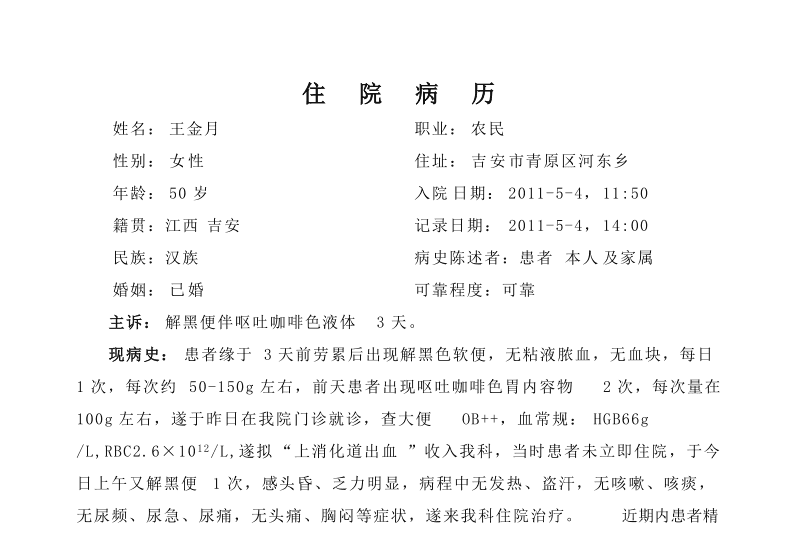 住 院 病 历
姓名： 王金月 职业： 农民
性别： 女性 住址： 吉安市青原区河东乡
年龄： 50 岁 入院日期： 2011-5-4，11:50
籍贯：江西 吉安 记录日期： 2011-5-4，14:00
民族：汉族 病史陈述者：患者 本人及家属
婚姻： 已婚 可靠程度：可靠
主诉： 解黑便伴呕吐咖啡色液体 3 天。
现病史： 患者缘于 3 天前劳累后出现解黑色软便，无粘液脓血，无血块，每日
1 次，每次约 50-150g 左右，前天患者出现呕吐咖啡色胃内容物 2 次，每次量在
100g 左右，遂于昨日在我院门诊就诊，查大便 OB++，血常规： HGB66g
/L,RBC2.6×10¹²/L,遂拟 “上消化道出血 ”收入我科，当时患者未立即住院，于今
日上午又解黑便 1 次，感头昏、乏力明显，病程中无发热、盗汗，无咳嗽、咳痰，
无尿频、尿急、尿痛，无头痛、胸闷等症状，遂来我科住院治疗。 近期内患者精